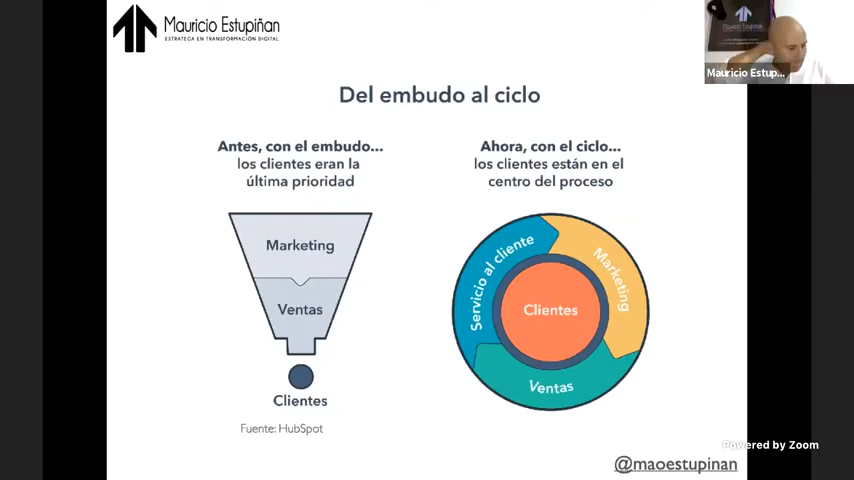 Mauricio Estupiñan
ESTRATEGA EN TRANSFORMACIÓN DIGITAL
Mauricio Estup...
Del embudo al ciclo
Antes, con el embudo...
los clientes eran la
última prioridad
Marketing
Ventas
Clientes
Fuente: HubSpot
Ahora, con el ciclo...
los clientes están en el
centro del proceso
Servicio al cliente
Marketing
Clientes
Ventas
Powered by Zoom
@maoestupinan